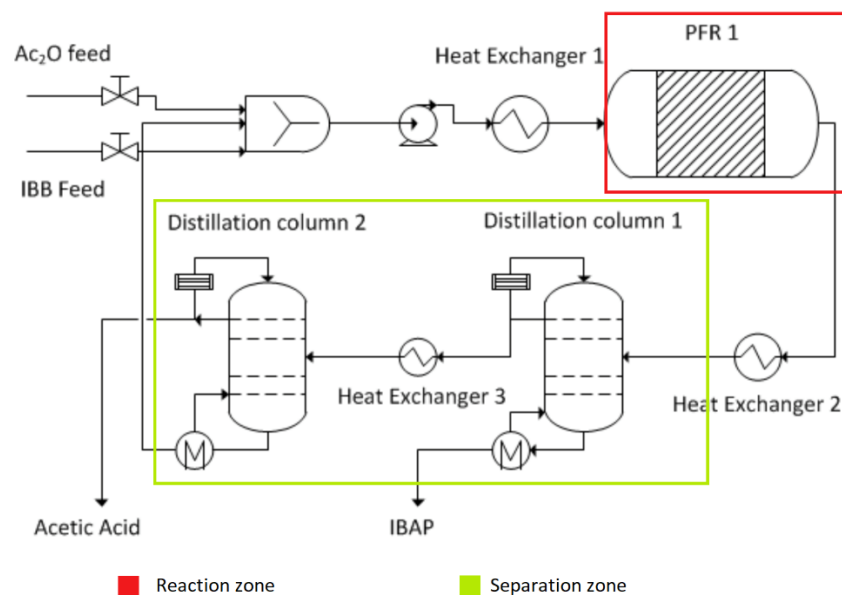 PFR 1
Ac₂O feed
Heat Exchanger 1
IBB Feed
Distillation column 2
Distillation column 1
Heat Exchanger 3
Heat Exchanger 2
M
M
Acetic Acid
IBAP
Reaction zone
Separation zone